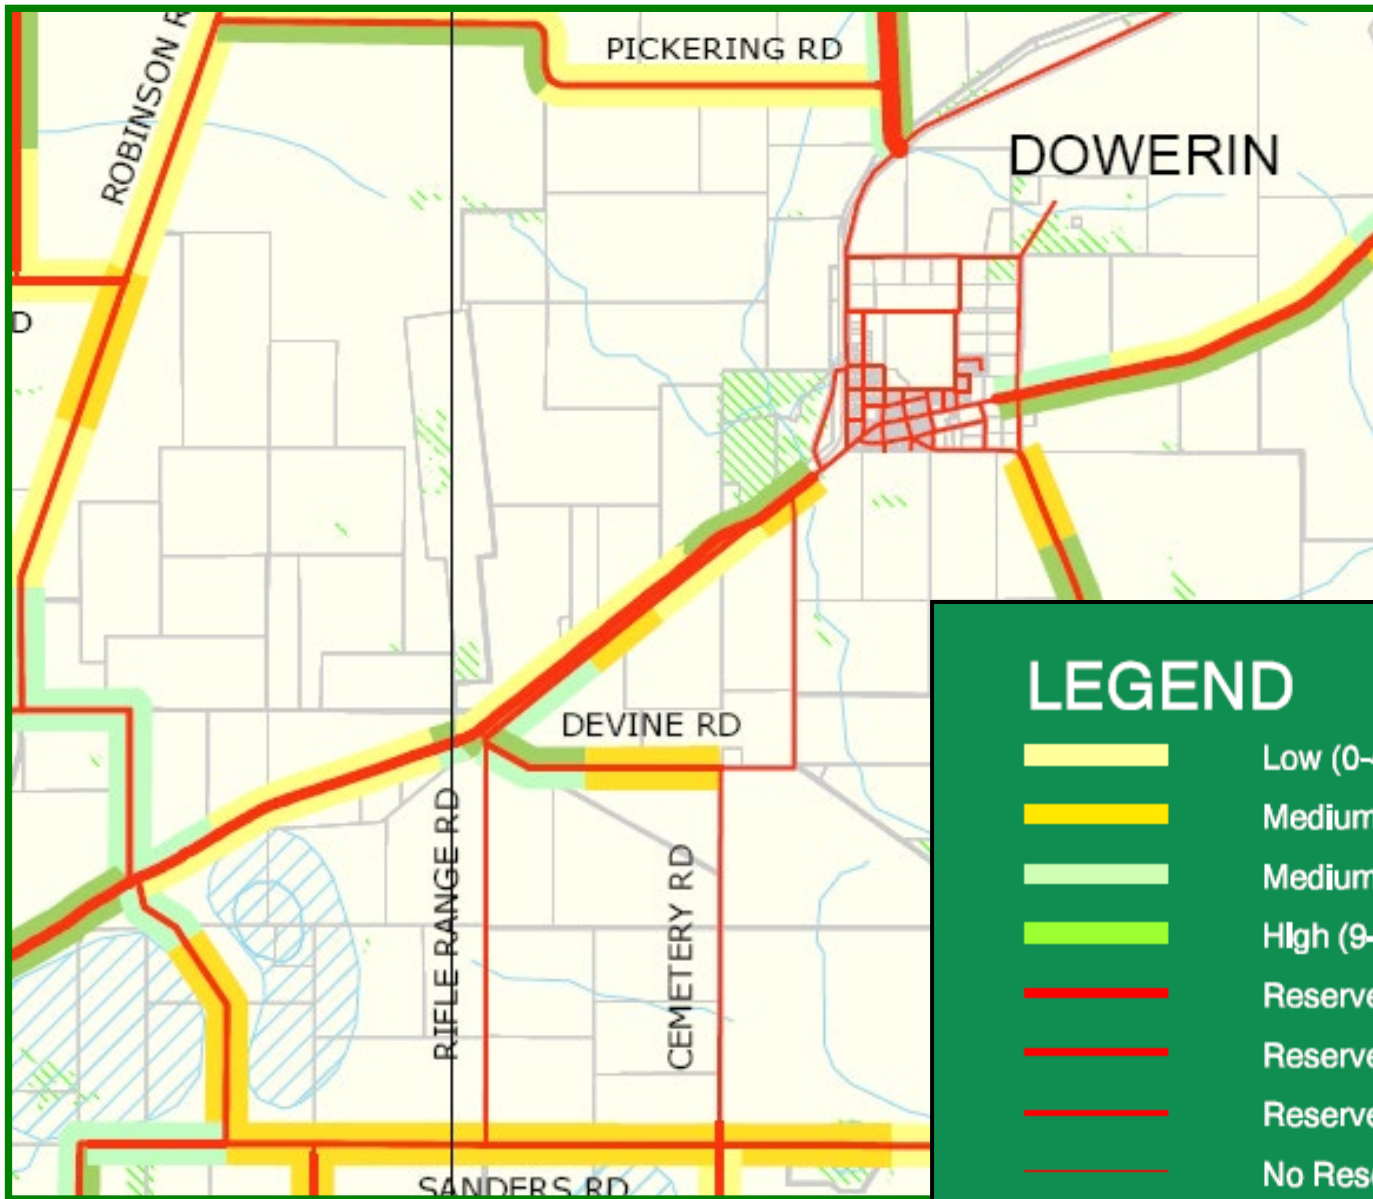 PICKERING RD
ROBINSON R
DOWERIN
D
DEVINE RD
RIFLE RANGE RD
CEMETERY RD
SANDERS RD
LEGEND
Low (0-
Medium
Medium
High (9-
Reserve
Reserve
Reserve
No Rese